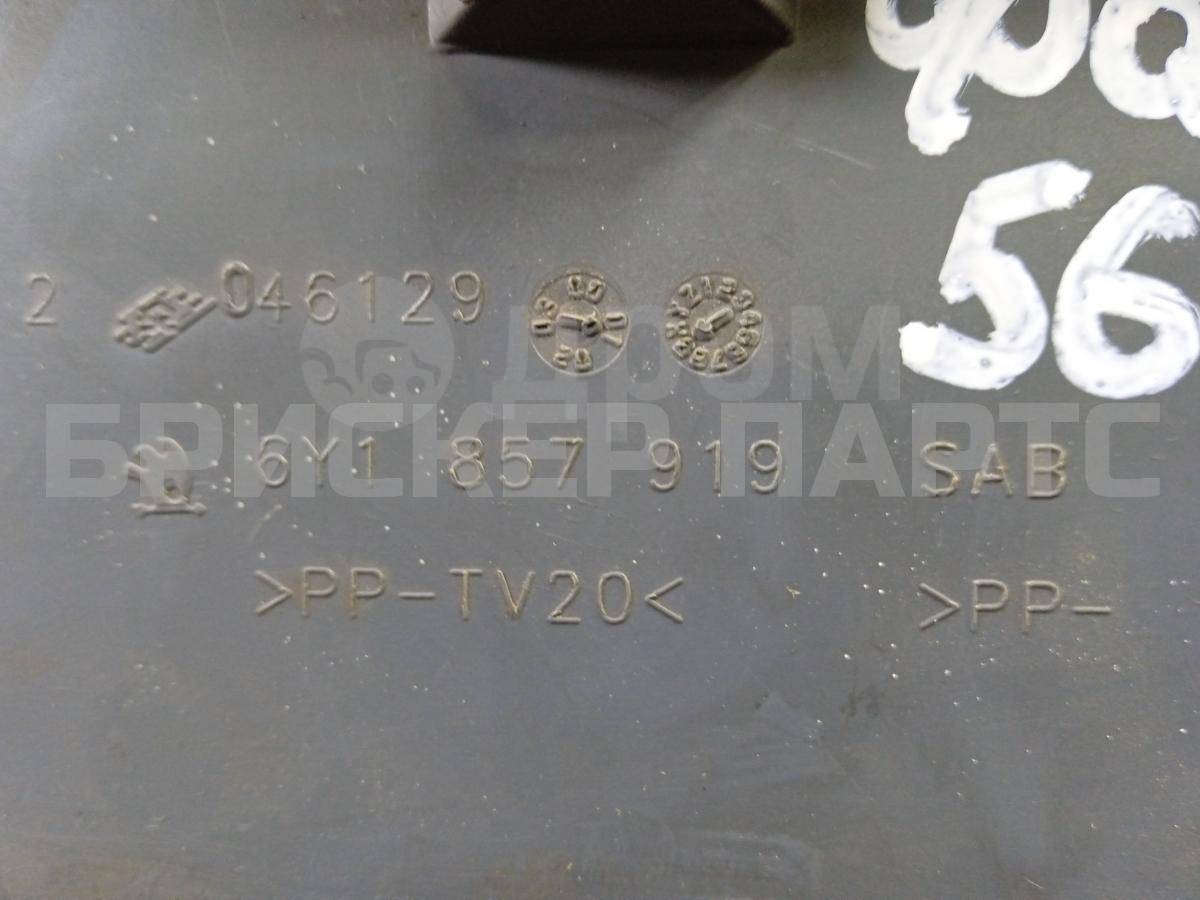 56
2 046129
ДРОМ
БРИСКЕР ПАРТС
6Y1 857 919 SAB
>PP-TV20< >PP-